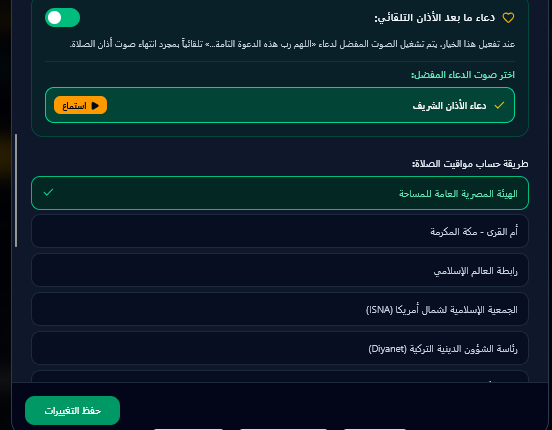 دعاء ما بعد الأذان التلقائي:
عند تفعيل هذا الخيار، يتم تشغيل الصوت المفضل لدعاء «اللهم رب هذه الدعوة التامة...» تلقائياً بمجرد انتهاء صوت أذان الصلاة.
اختر صوت الدعاء المفضل:
دعاء الأذان الشريف
استماع
طريقة حساب مواقيت الصلاة:
الهيئة المصرية العامة للمساحة
أم القرى - مكة المكرمة
رابطة العالم الإسلامي
الجمعية الإسلامية لشمال أمريكا (ISNA)
رئاسة الشؤون الدينية التركية (Diyanet)
حفظ التغييرات